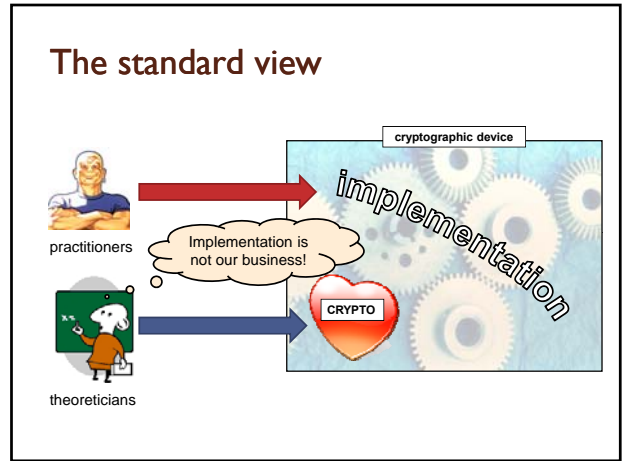 The standard view
cryptographic device
implementation
practitioners
Implementation is
not our business!
CRYPTO
theoreticians